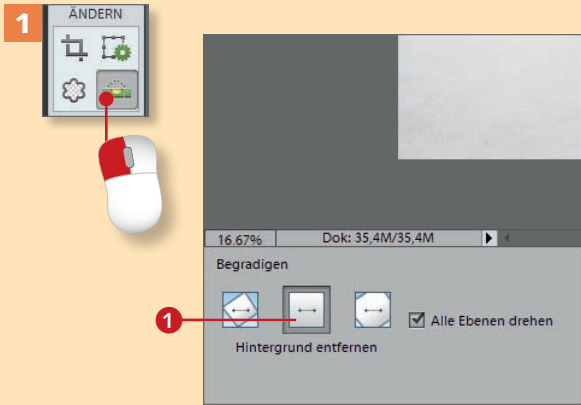 1
ÄNDERN
16.67% Dok: 35,4M/35,4M
Begradigen
1
Alle Ebenen drehen
Hintergrund entfernen